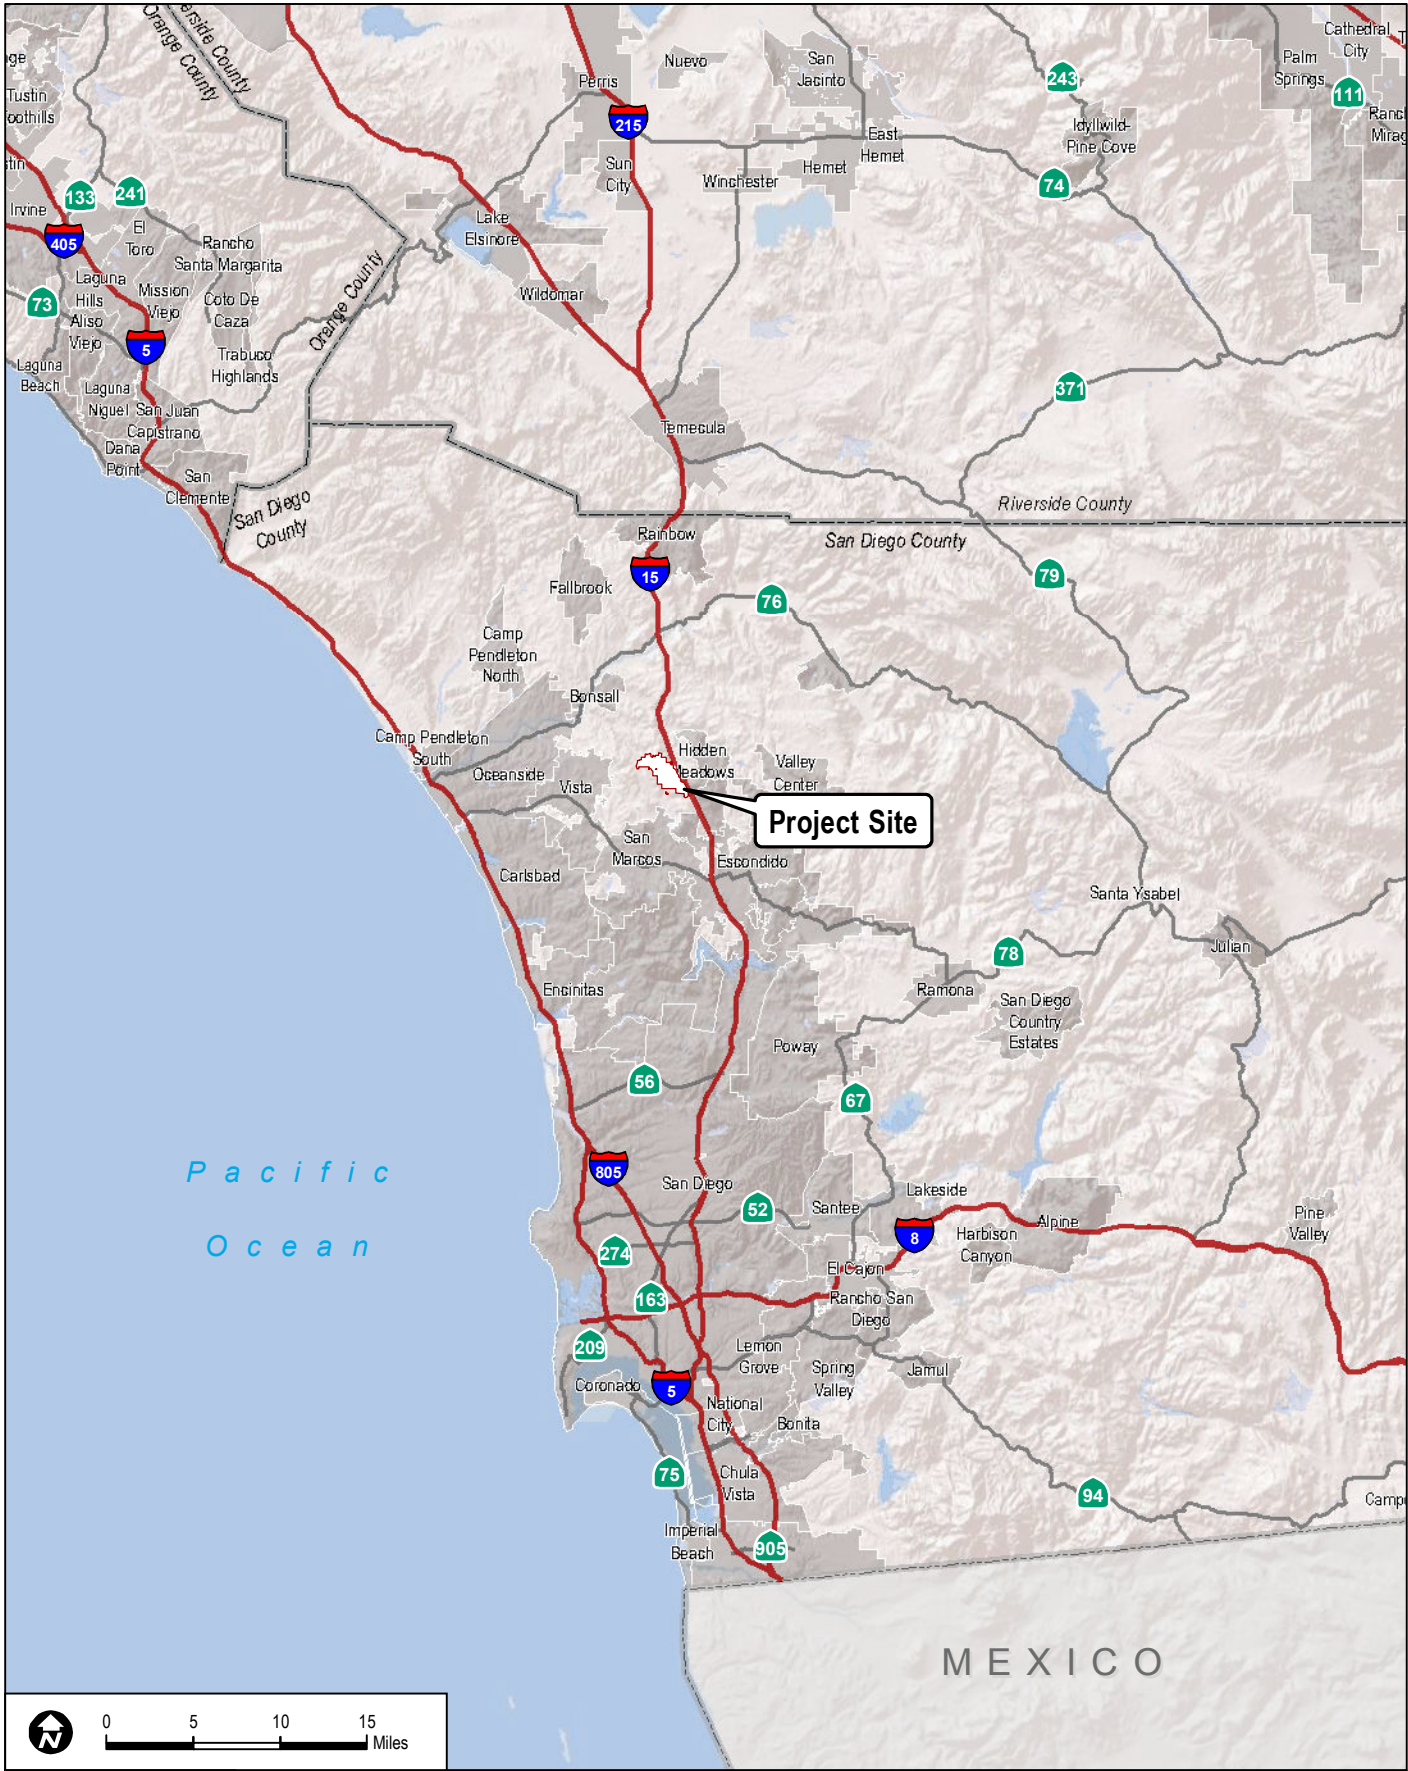 Riverside County
Orange County
Cathedral
City
Palm
Springs
111
Nuevo
San
Jacinto
243
Perris
215
Tustin
Foothills
Idyllwild-
Pine Cove
East
Hemet
Hemet
Sun
City
Winchester
74
133
241
Irvine
405
El
Toro
Rancho
Santa Margarita
Lake
Elsinore
Laguna
Hills
Mission
Viejo
Coto De
Caza
Wildomar
73
Aliso
Viejo
5
Orange County
Trabuco
Highlands
Laguna
Beach
Laguna
Niguel
San Juan
Capistrano
371
Temecula
Dana
Point
San
Clemente
San Diego
County
Riverside County
San Diego County
Rainbow
15
Fallbrook
79
76
Camp
Pendleton
North
Bonsall
Camp Pendleton
South
Hidden
Meadows
Oceanside
Vista
Valley
Center
Project Site
San
Marcos
Escondido
Carlsbad
Santa Ysabel
Julian
78
Encinitas
Ramona
San Diego
Country
Estates
Poway
56
67
Pacific
Ocean
805
San Diego
52
Santee
Lakeside
8
Harbison
Canyon
Alpine
Pine
Valley
274
El Cajon
163
Rancho San
Diego
209
Lemon
Grove
Spring
Valley
Jamul
Coronado
5
National
City
Bonita
75
Chula
Vista
94
Imperial
Beach
905
MEXICO
N
0 5 10 15
Miles